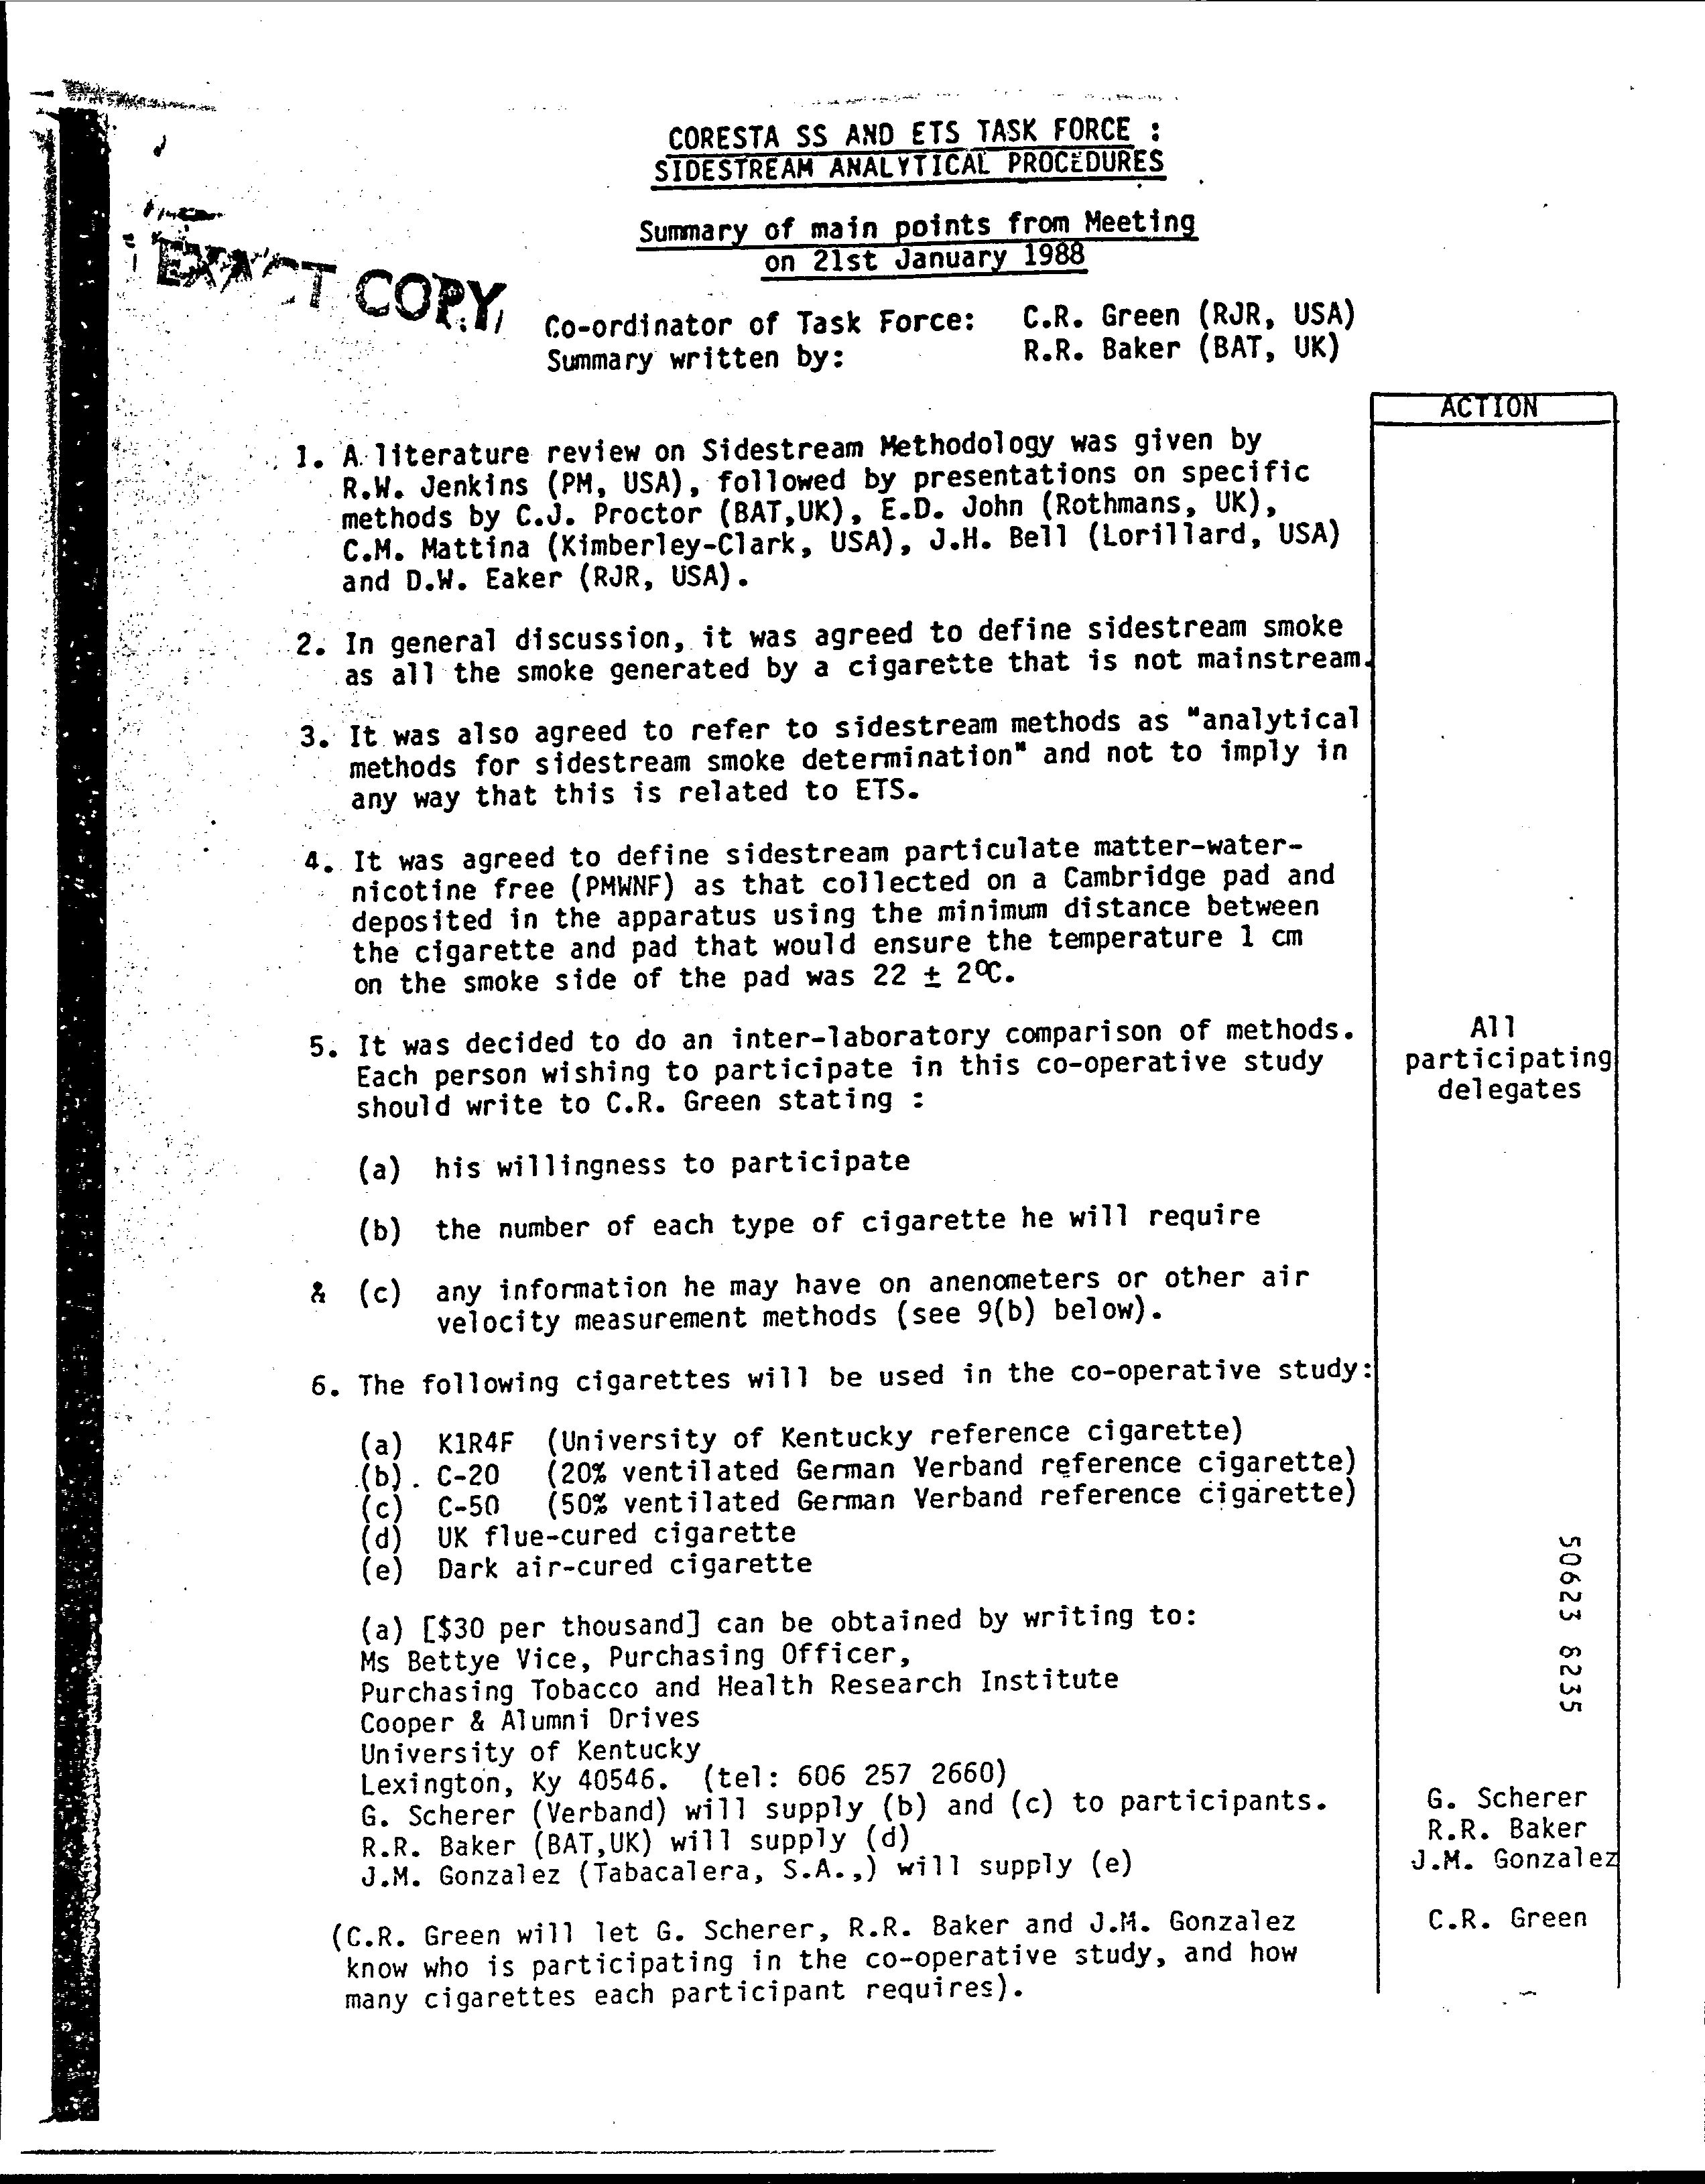 CORESTA SS AND ETS TASK FORCE :
SIDESTREAM ANALYTICAL PROCEDURES
Summary of main points from Meeting
on 21st January 1988
EXACT COPY
Co-ordinator of Task Force: C.R. Green (RJR, USA)
Summary written by: R.R. Baker (BAT, UK)
ACTION
1. A literature review on Sidestream Methodology was given by
R.W. Jenkins (PM, USA), followed by presentations on specific
methods by C.J. Proctor (BAT,UK), E.D. John (Rothmans, UK),
C.M. Mattina (Kimberley-Clark, USA), J.H. Bell (Lorillard, USA)
and D.W. Eaker (RJR, USA).
2. In general discussion, it was agreed to define sidestream smoke
as all the smoke generated by a cigarette that is not mainstream.
3. It was also agreed to refer to sidestream methods as "analytical
methods for sidestream smoke determination" and not to imply in
any way that this is related to ETS.
4. It was agreed to define sidestream particulate matter-water-
nicotine free (PMWNF) as that collected on a Cambridge pad and
deposited in the apparatus using the minimum distance between
the cigarette and pad that would ensure the temperature 1 cm
on the smoke side of the pad was 22 ± 2ºC.
5. It was decided to do an inter-laboratory comparison of methods.
Each person wishing to participate in this co-operative study
should write to C.R. Green stating :
All
participating
delegates
(a) his willingness to participate
(b) the number of each type of cigarette he will require
& (c) any information he may have on anenometers or other air
velocity measurement methods (see 9(b) below).
6. The following cigarettes will be used in the co-operative study:
(a) K1R4F (University of Kentucky reference cigarette)
(b). C-20 (20% ventilated German Verband reference cigarette)
(c) C-50 (50% ventilated German Verband reference cigarette)
(d) UK flue-cured cigarette
(e) Dark air-cured cigarette
(a) [$30 per thousand] can be obtained by writing to:
Ms Bettye Vice, Purchasing Officer,
Purchasing Tobacco and Health Research Institute
Cooper & Alumni Drives
University of Kentucky
Lexington, Ky 40546. (tel: 606 257 2660)
G. Scherer (Verband) will supply (b) and (c) to participants.
R.R. Baker (BAT,UK) will supply (d)
J.M. Gonzalez (Tabacalera, S.A.,) will supply (e)
G. Scherer
R.R. Baker
J.M. Gonzalez
(C.R. Green will let G. Scherer, R.R. Baker and J.M. Gonzalez
know who is participating in the co-operative study, and how
many cigarettes each participant requires).
C.R. Green
50623 6235